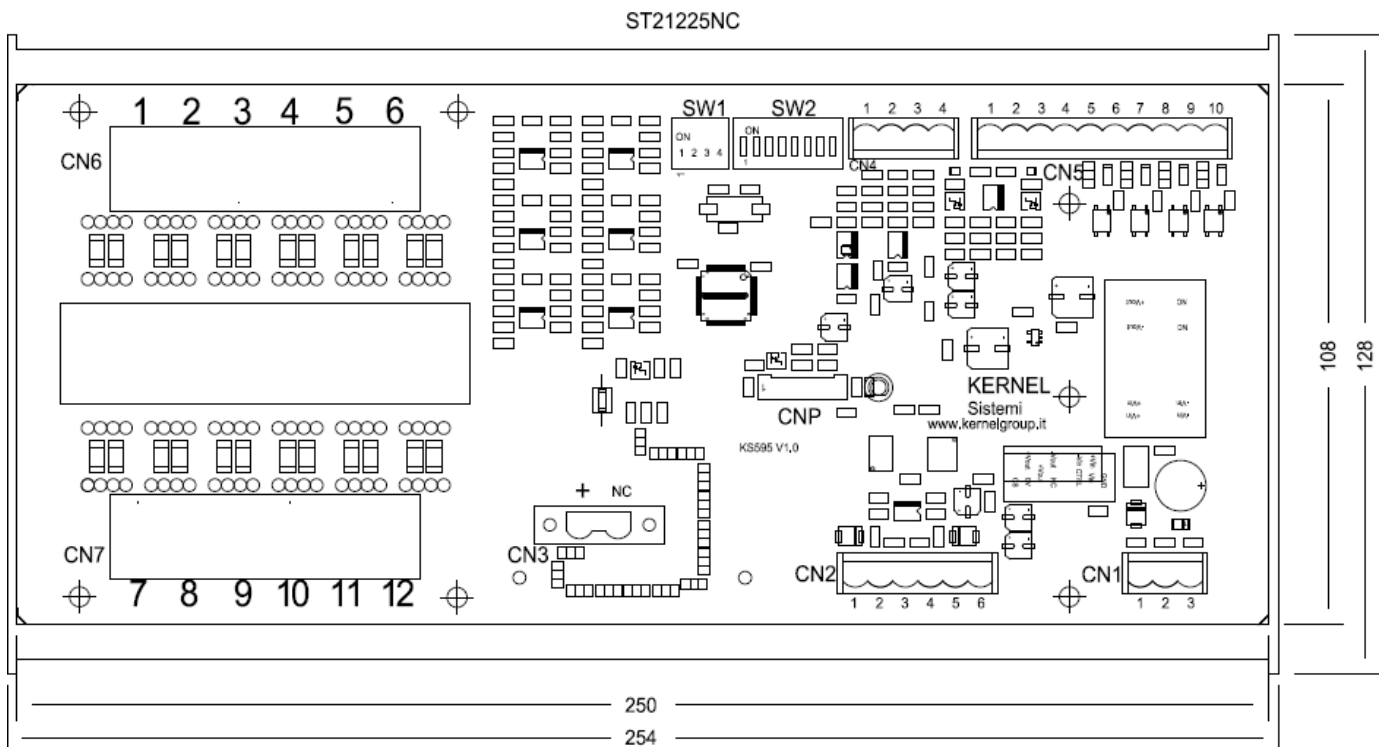 ST21225NC
1 2 3 4 5 6
CN6
SW1
ON
1 2 3 4
SW2
ON
1
1 2 3 4
CN4
1 2 3 4 5 6 7 8 9 10
CN5
KERNEL
Sistemi
www.kernelgroup.it
1
CNP
KS595 V1.0
+ NC
CN3
CN7
7 8 9 10 11 12
CN2
1 2 3 4 5 6
CN1
1 2 3
108
128
250
254